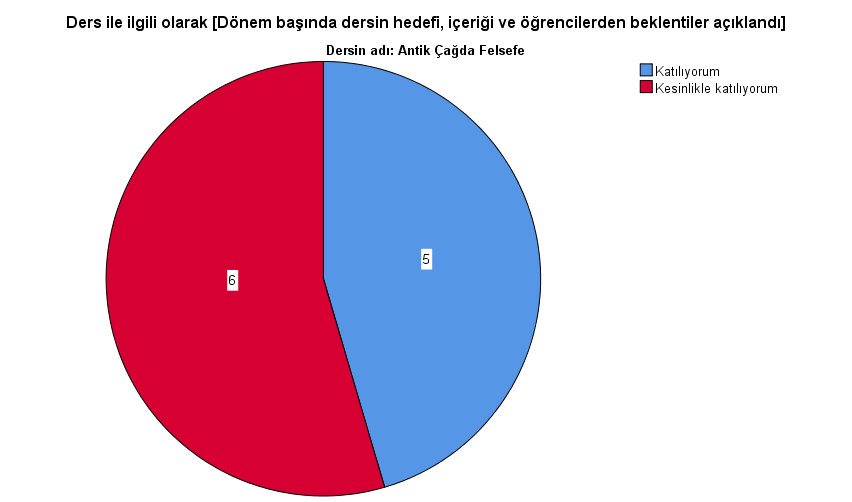 Ders ile ilgili olarak [Dönem başında dersin hedefi, içeriği ve öğrencilerden beklentiler açıklandı]
Dersin adı: Antik Çağda Felsefe
Katılıyorum
Kesinlikle katılıyorum
5
6